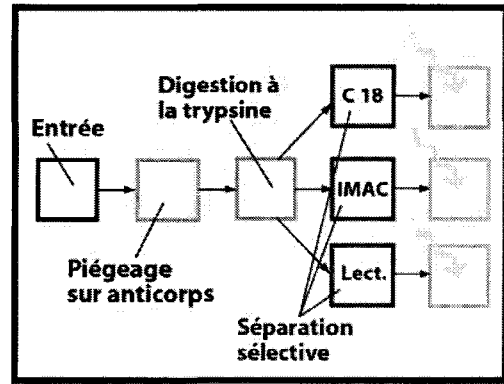 Digestion à
la trypsine
C 18
Entrée
IMAC
Piégeage
sur anticorps
Lect.
Séparation
sélective